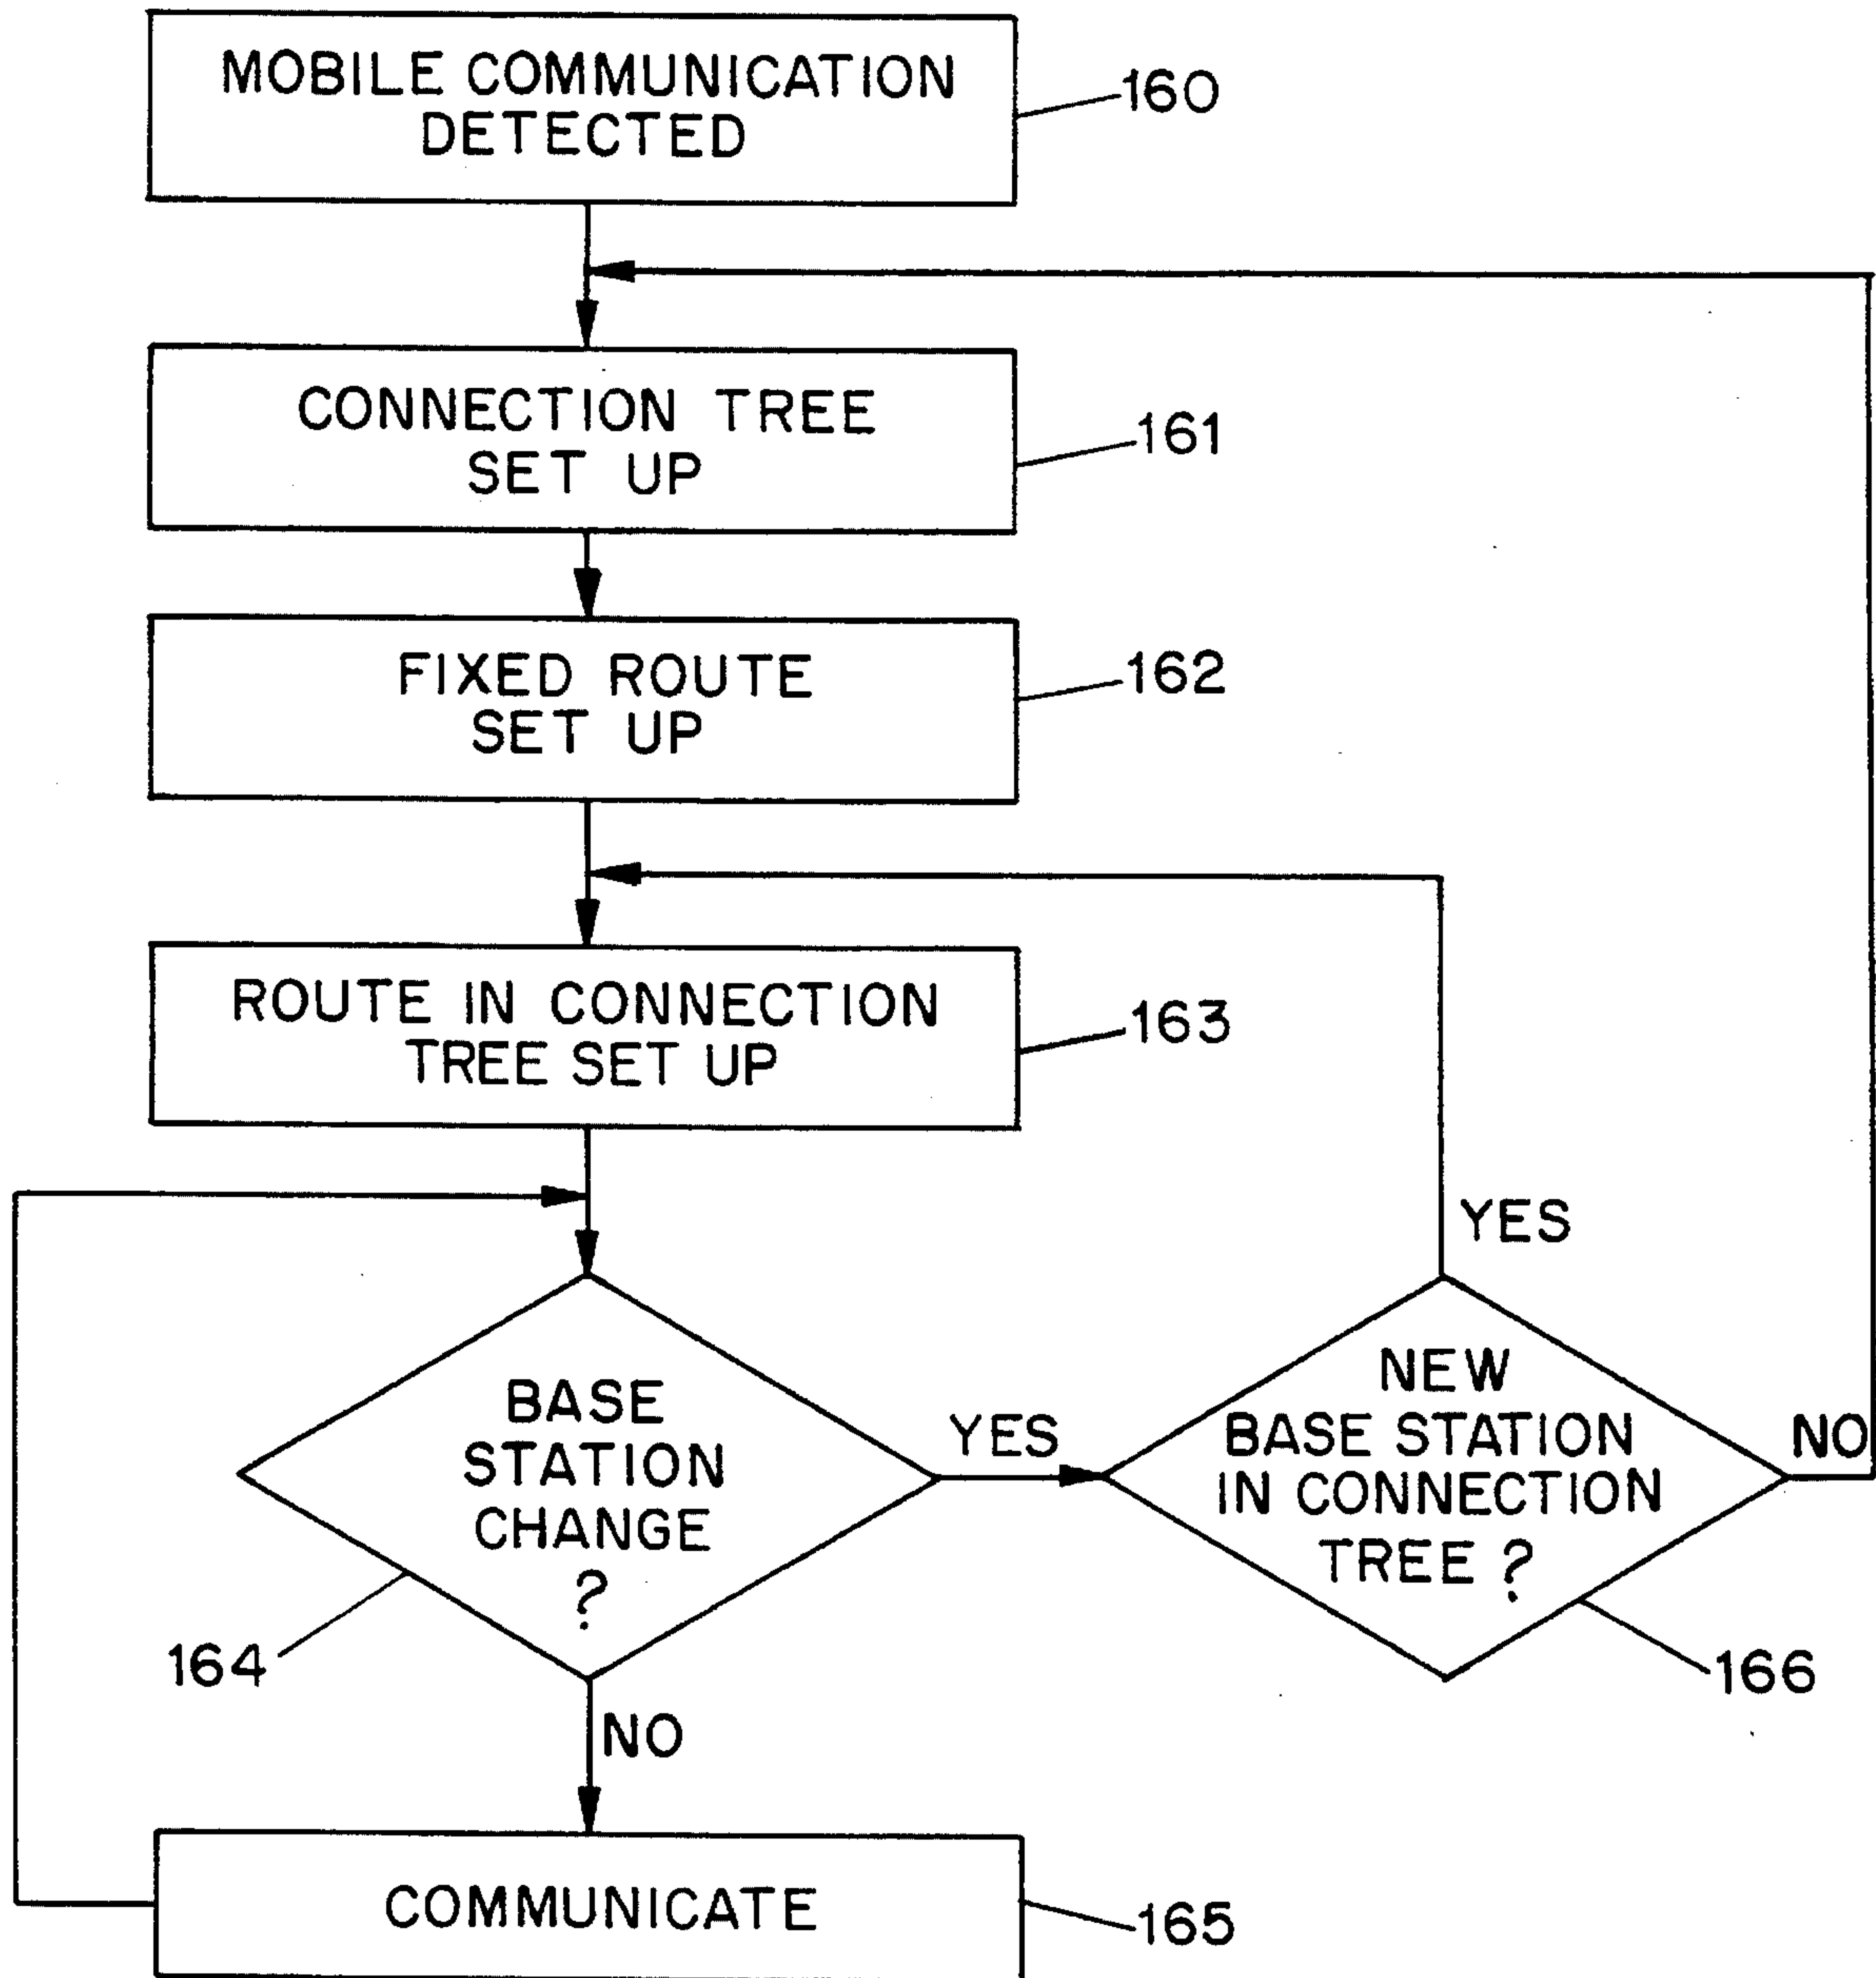 MOBILE COMMUNICATION
DETECTED
160
CONNECTION TREE
SET UP
161
FIXED ROUTE
SET UP
162
ROUTE IN CONNECTION
TREE SET UP
163
BASE
STATION
CHANGE
?
164
YES
NEW
BASE STATION
IN CONNECTION
TREE ?
166
YES
NO
NO
COMMUNICATE
165